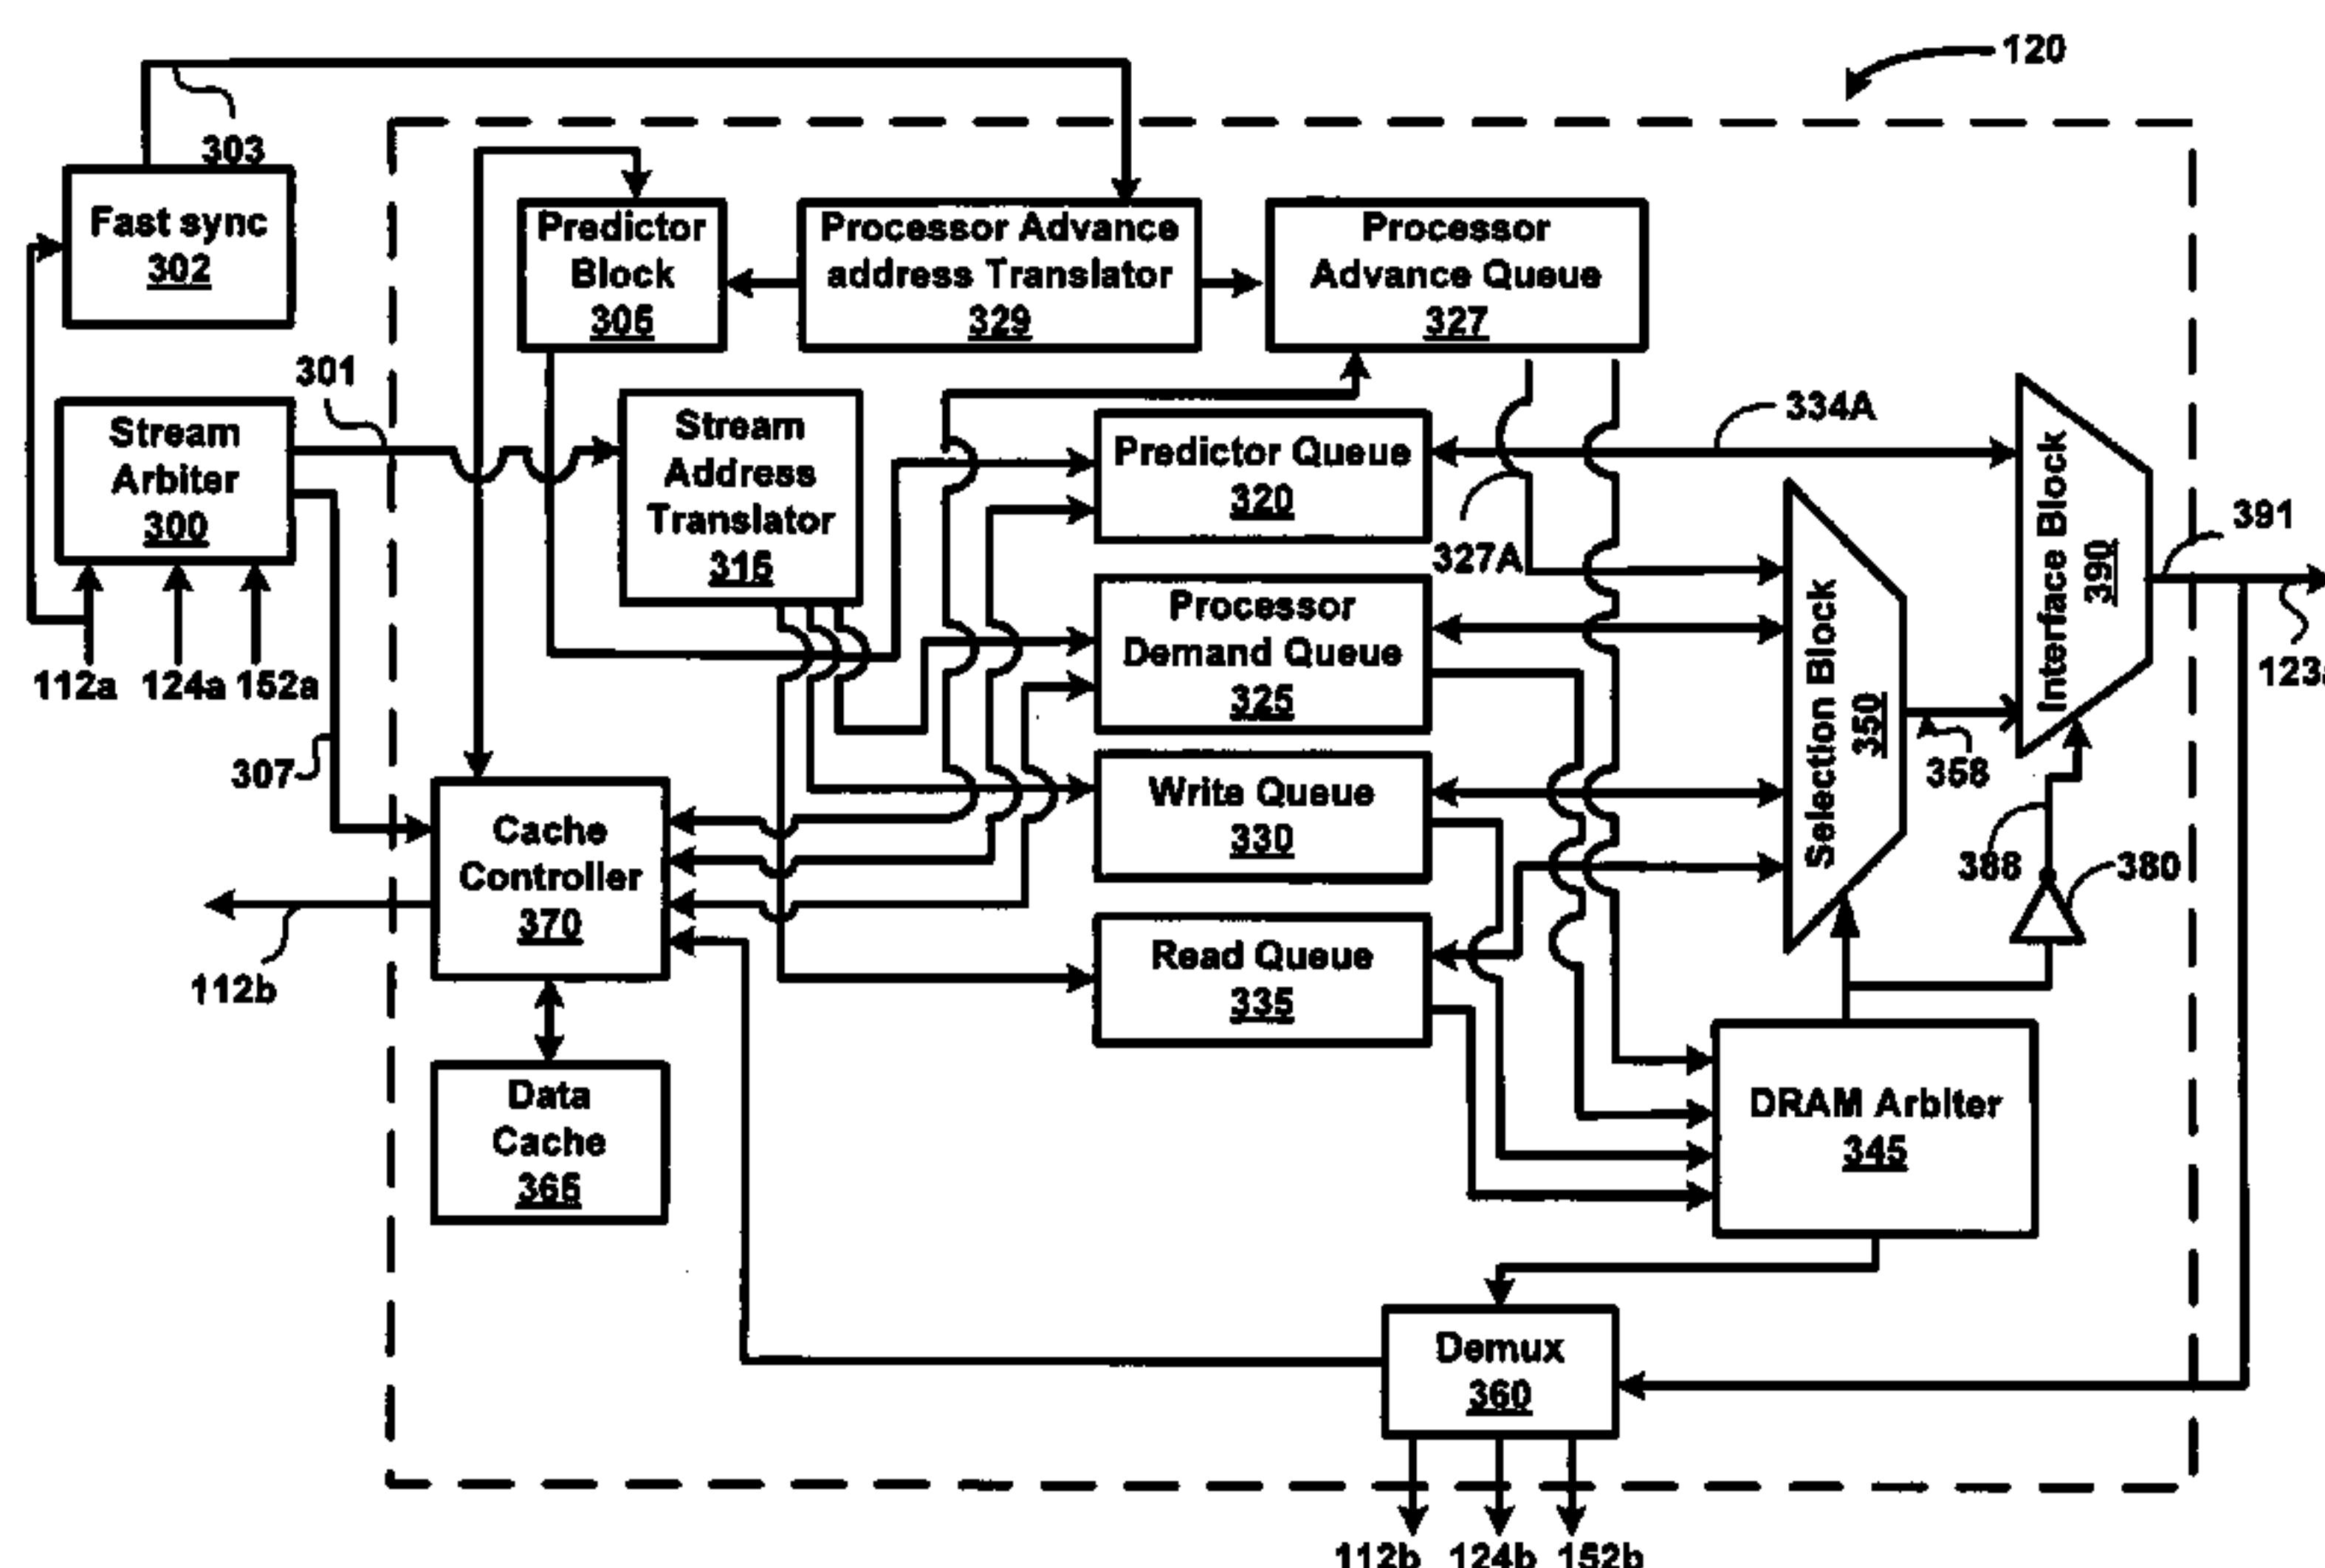 120
303
Fast sync
302
Predictor
Block
305
Processor Advance
address Translator
329
Processor
Advance Queue
327
301
Stream
Arbiter
300
Stream
Address
Translator
315
Predictor Queue
320
334A
327A
Interface Block
390
391
123a
112a 124a 152a
307
Processor
Demand Queue
325
Selection Block
350
358
Cache
Controller
370
Write Queue
330
388
380
112b
Read Queue
335
Data
Cache
365
DRAM Arbiter
345
Demux
360
112b 124b 152b